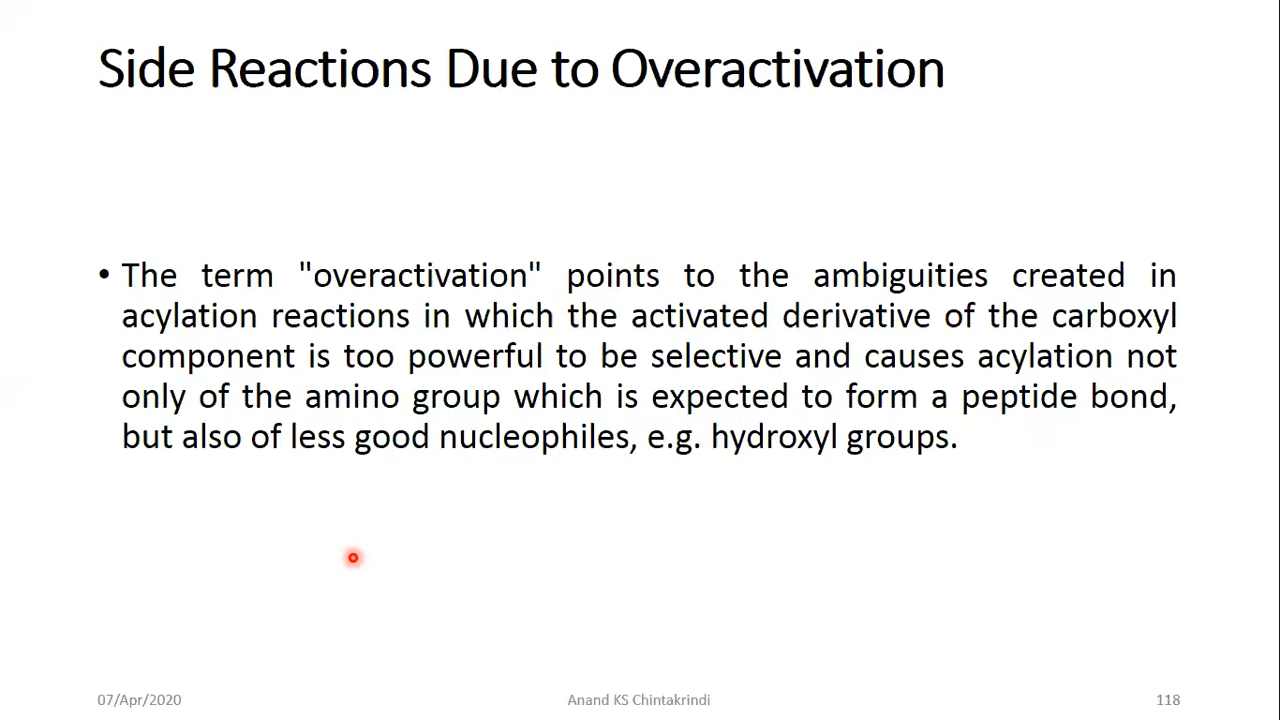 Side Reactions Due to Overactivation
• The term "overactivation" points to the ambiguities created in
acylation reactions in which the activated derivative of the carboxyl
component is too powerful to be selective and causes acylation not
only of the amino group which is expected to form a peptide bond,
but also of less good nucleophiles, e.g. hydroxyl groups.
07/Apr/2020 Anand KS Chintakrindi 118